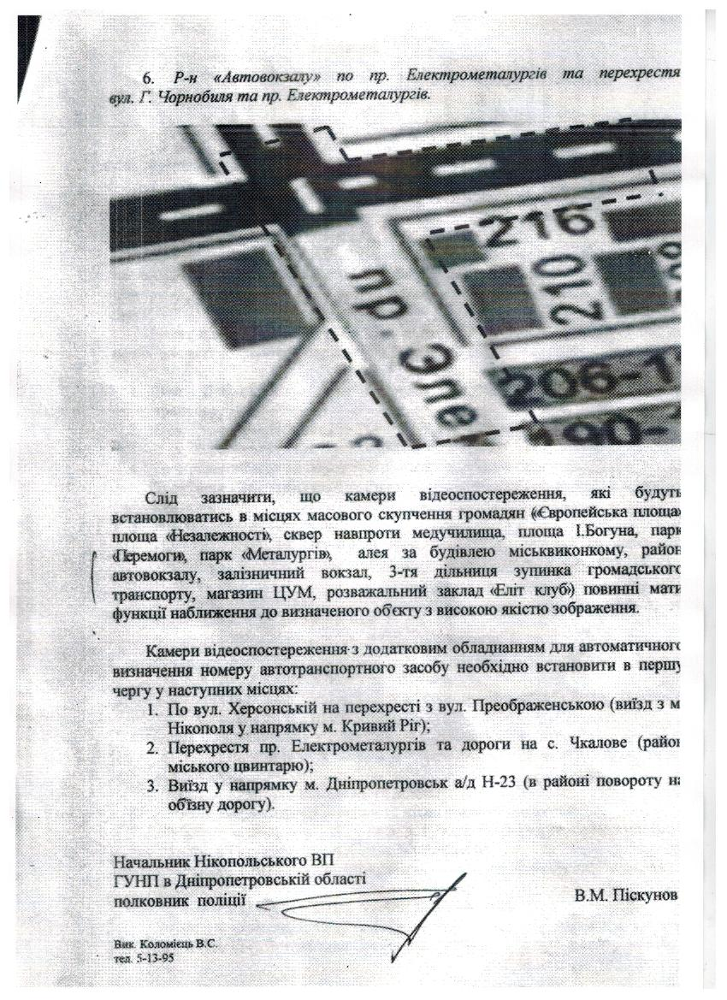 6. Р-н «Автовокзалу» по пр. Електрометалургів та перехрестя
вул. Г. Чорнобиля та пр. Електрометалургів.
216
210
пр. Эле
206-1
190-
Слід зазначити, що камери відеоспостереження, які будуть
встановлюватись в місцях масового скупчення громадян («Європейська площа»
площа «Незалежності», сквер навпроти медучилища, площа І.Богуна, парк
«Перемоги», парк «Металургів», алея за будівлею міськвиконкому, район
автовокзалу, залізничний вокзал, 3-тя дільниця зупинка громадського
транспорту, магазин ЦУМ, розважальний заклад «Еліт клуб») повинні мати
функції наближення до визначеного об'єкту з високою якістю зображення.
Камери відеоспостереження з додатковим обладнанням для автоматичного
визначення номеру автотранспортного засобу необхідно встановити в першу
чергу у наступних місцях:
1. По вул. Херсонській на перехресті з вул. Преображенською (виїзд з м
Нікополя у напрямку м. Кривий Ріг);
2. Перехрестя пр. Електрометалургів та дороги на с. Чкалове (район
міського цвинтарю);
3. Виїзд у напрямку м. Дніпропетровськ а/д Н-23 (в районі повороту на
об'їзну дорогу).
Начальник Нікопольського ВП
ГУНП в Дніпропетровській області
полковник поліції В.М. Піскунов
Вик. Коломієць В.С.
тел. 5-13-95